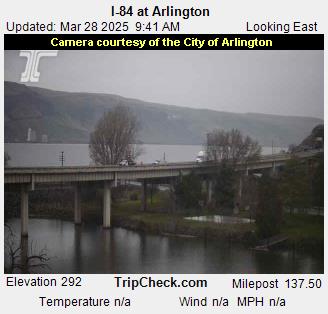 I-84 at Arlington
Updated: Mar 28 2025 9:41 AM Looking East
Camera courtesy of the City of Arlington
Elevation 292 TripCheck.com Milepost 137.50
Temperature n/a Wind n/a MPH n/a